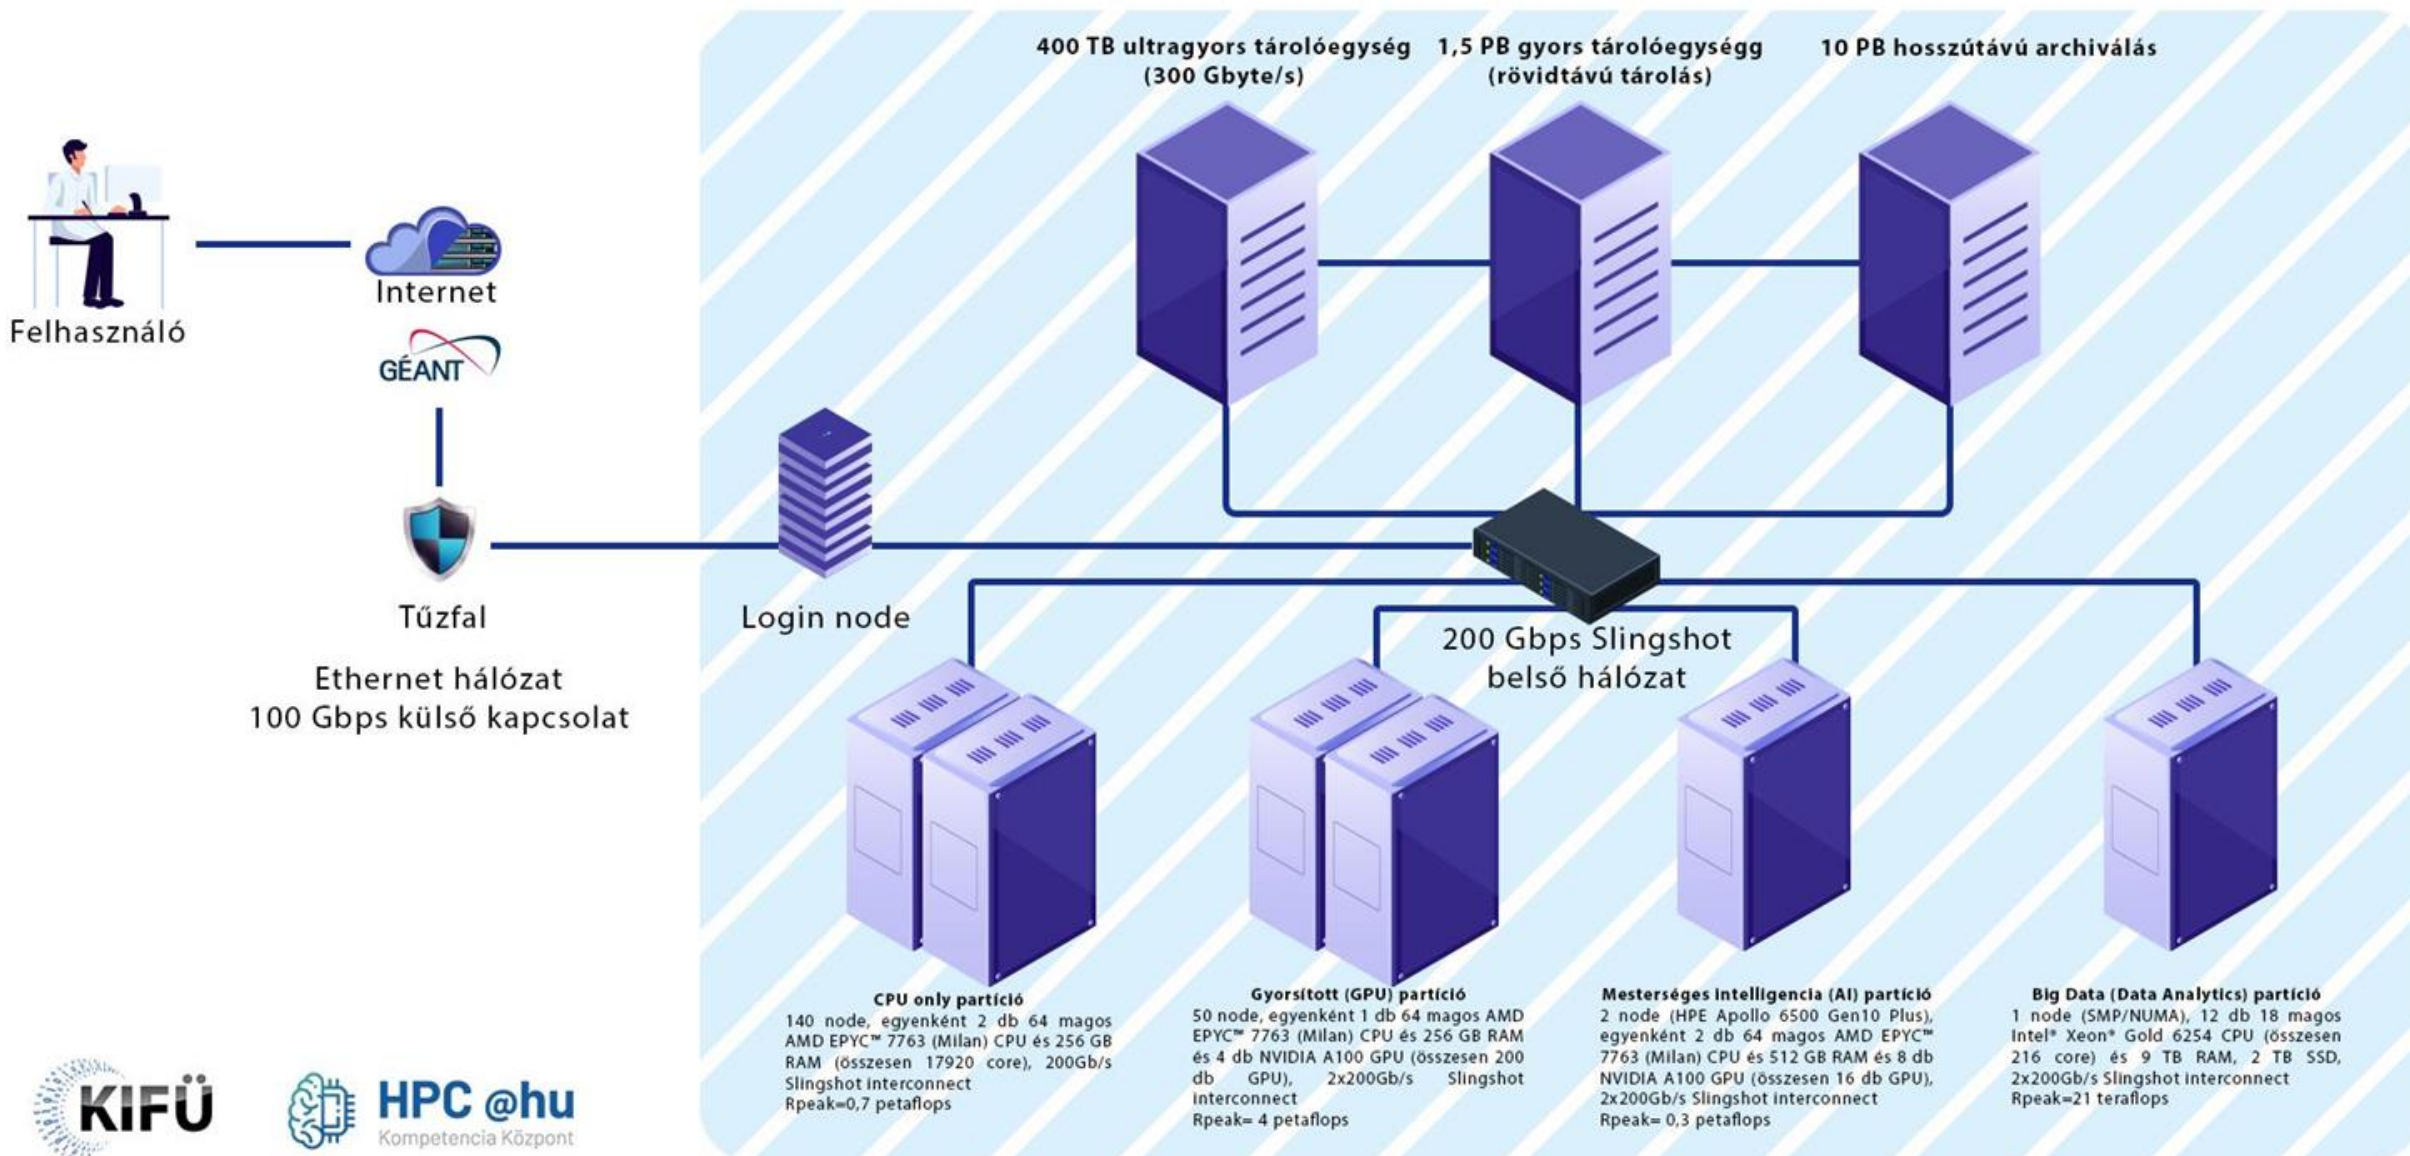 400 TB ultragyors tárolóegység
(300 Gbyte/s)
1,5 PB gyors tárolóegységg
(rövidtávú tárolás)
10 PB hosszútávú archiválás
Felhasználó
Internet
GÉANT
Tűzfal
Ethernet hálózat
100 Gbps külső kapcsolat
Login node
200 Gbps Slingshot
belső hálózat
CPU only partíció
140 node, egyenként 2 db 64 magos
AMD EPYC™ 7763 (Milan) CPU és 256 GB
RAM (összesen 17920 core), 200Gb/s
Slingshot interconnect
Rpeak=0,7 petaflops
Gyorsított (GPU) partíció
50 node, egyenként 1 db 64 magos AMD
EPYC™ 7763 (Milan) CPU és 256 GB RAM
és 4 db NVIDIA A100 GPU (összesen 200
db GPU), 2x200Gb/s Slingshot
interconnect
Rpeak= 4 petaflops
Mesterséges intelligencia (AI) partíció
2 node (HPE Apollo 6500 Gen10 Plus),
egyenként 2 db 64 magos AMD EPYC™
7763 (Milan) CPU és 512 GB RAM és 8 db
NVIDIA A100 GPU (összesen 16 db GPU),
2x200Gb/s Slingshot interconnect
Rpeak= 0,3 petaflops
Big Data (Data Analytics) partíció
1 node (SMP/NUMA), 12 db 18 magos
Intel® Xeon® Gold 6254 CPU (összesen
216 core) és 9 TB RAM, 2 TB SSD,
2x200Gb/s Slingshot interconnect
Rpeak=21 teraflops
KIFÜ
HPC @hu
Kompetencia Központ